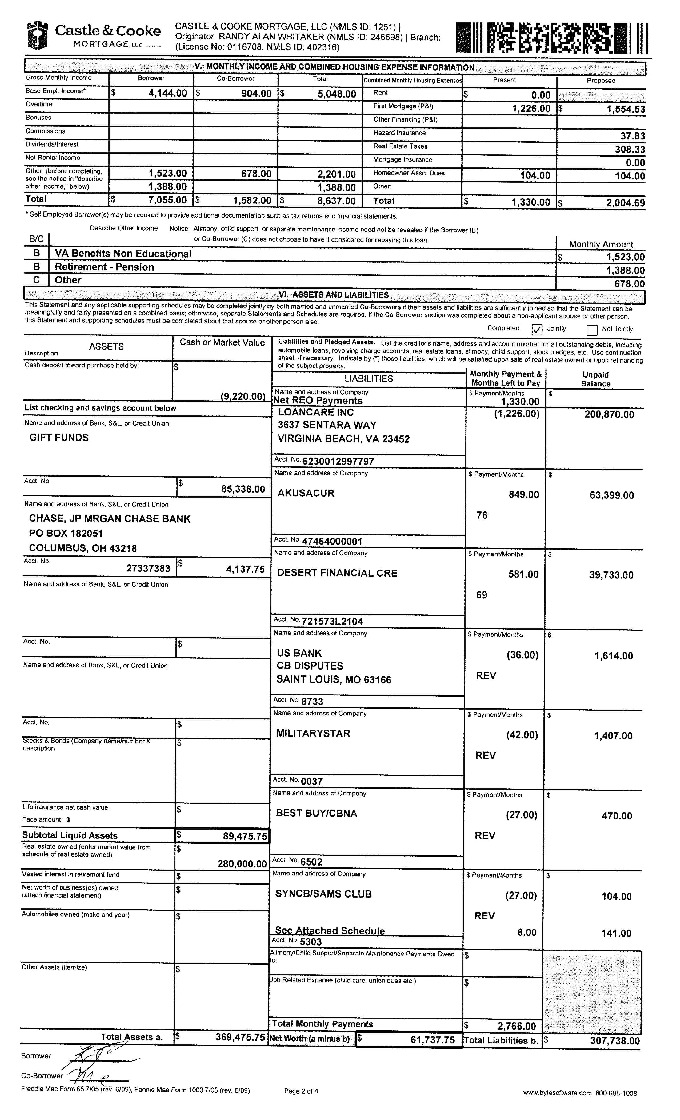 Castle & Cooke
MORTGAGE, LLC
CASTLE & COOKE MORTGAGE, LLC (NMLS ID: 1251) |
Originator: RANDY ALAN WHITAKER (NMLS ID: 246698) | Branch:
(License No: 0116708, NMLS ID: 402316)
V. MONTHLY INCOME AND COMBINED HOUSING EXPENSE INFORMATION
Gross Monthly Income Borrower Co-Borrower Total Combined Monthly Housing Expenses Present Proposed
Base Empl. Income* $ 4,144.00 $ 904.00 $ 5,048.00 Rent $ 0.00
Overtime First Mortgage (P&I) 1,226.00 $ 1,554.53
Bonuses Other Financing (P&I)
Commissions Hazard Insurance 37.83
Dividends/Interest Real Estate Taxes 308.33
Net Rental Income Mortgage Insurance 0.00
Other (before completing, 1,523.00 678.00 2,201.00 Homeowner Assn. Dues 104.00 104.00
see the notice in "describe
other income," below) 1,388.00 1,388.00 Other
Total $ 7,055.00 $ 1,582.00 $ 8,637.00 Total $ 1,330.00 $ 2,004.69
* Self Employed Borrower(s) may be required to provide additional documentation such as tax returns and financial statements.
Describe Other Income Notice: Alimony, child support, or separate maintenance income need not be revealed if the Borrower (B)
or Co-Borrower (C) does not choose to have it considered for repaying this loan.
B/C Monthly Amount
B VA Benefits Non Educational $ 1,523.00
B Retirement - Pension 1,388.00
C Other 678.00
VI. ASSETS AND LIABILITIES
This Statement and any applicable supporting schedules may be completed jointly by both married and unmarried Co-Borrowers if their assets and liabilities are sufficiently joined so that the Statement can be
meaningfully and fairly presented on a combined basis; otherwise, separate Statements and Schedules are required. If the Co-Borrower section was completed about a non-applicant spouse or other person,
this Statement and supporting schedules must be completed about that spouse or other person also.
Completed Jointly Not Jointly
ASSETS Cash or Market Value
Description
Liabilities and Pledged Assets. List the creditor's name, address and account number for all outstanding debts, including
automobile loans, revolving charge accounts, real estate loans, alimony, child support, stock pledges, etc. Use continuation
sheet, if necessary. Indicate by (*) those liabilities, which will be satisfied upon sale of real estate owned or upon refinancing
of the subject property.
Cash deposit toward purchase held by $ (9,220.00)
LIABILITIES Monthly Payment & Months Left to Pay Unpaid Balance
Name and address of Company $ Payment/Months $
Net REO Payments 1,330.00
LOANCARE INC (1,226.00) 200,870.00
3637 SENTARA WAY
VIRGINIA BEACH, VA 23452
Acct. No. 6230012997797
List checking and savings account below
Name and address of Bank, S&L, or Credit Union
GIFT FUNDS
Acct. No. $ 85,338.00
Name and address of Company $ Payment/Months $
AKUSACUR 849.00 63,399.00
76
Acct. No. 47464000001
Name and address of Bank, S&L, or Credit Union
CHASE, JP MRGAN CHASE BANK
PO BOX 182051
COLUMBUS, OH 43218
Acct. No. 27337383 $ 4,137.75
Name and address of Company $ Payment/Months $
DESERT FINANCIAL CRE 581.00 39,733.00
69
Acct. No. 721573L2104
Name and address of Bank, S&L, or Credit Union
Acct. No. $
Name and address of Company $ Payment/Months $
US BANK (36.00) 1,614.00
CB DISPUTES
SAINT LOUIS, MO 63166 REV
Acct. No. 8733
Name and address of Bank, S&L, or Credit Union
Acct. No. $
Name and address of Company $ Payment/Months $
MILITARYSTAR (42.00) 1,407.00
REV
Acct. No. 0037
Stocks & Bonds (Company name/number & description) $
Name and address of Company $ Payment/Months $
BEST BUY/CBNA (27.00) 470.00
REV
Acct. No. 6502
Life insurance net cash value $
Face amount: $
Subtotal Liquid Assets $ 89,475.75
Real estate owned (enter market value from $
schedule of real estate owned) 280,000.00
Vested interest in retirement fund $
Net worth of business(es) owned $
(attach financial statement)
Automobiles owned (make and year) $
Name and address of Company $ Payment/Months $
SYNCB/SAMS CLUB (27.00) 104.00
REV
See Attached Schedule 6.00 141.00
Acct. No. 5303
Alimony/Child Support/Separate Maintenance Payments Owed to: $
Other Assets (itemize) $
Job Related Expense (child care, union dues etc.) $
Total Monthly Payments $ 2,766.00
Total Assets a. $ 369,475.75 Net Worth (a minus b) $ 61,737.75 Total Liabilities b. $ 307,738.00
Borrower
Co-Borrower
Freddie Mac Form 65 7/05 (rev. 6/09), Fannie Mae Form 1003 7/05 (rev. 6/09) Page 2 of 4 www.bytesoftware.com 800-695-1008